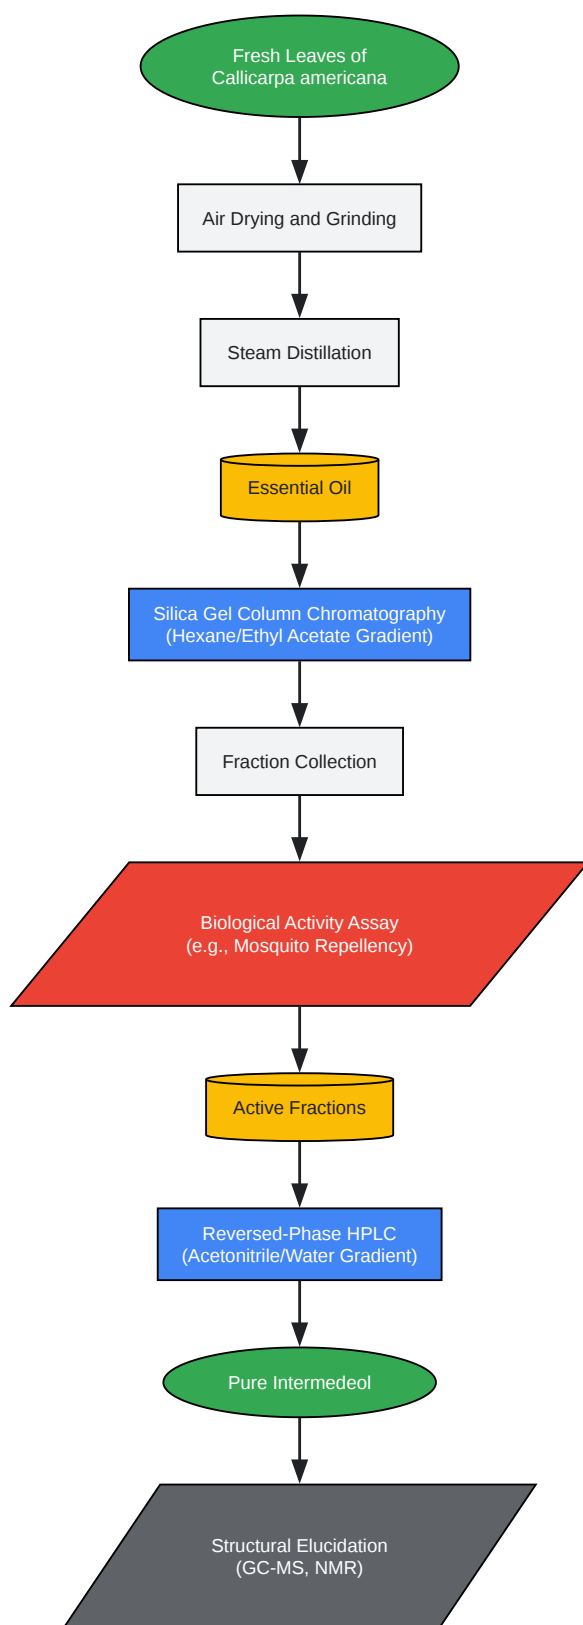 Fresh Leaves of
Callicarpa americana
Air Drying and Grinding
Steam Distillation
Essential Oil
Silica Gel Column Chromatography
(Hexane/Ethyl Acetate Gradient)
Fraction Collection
Biological Activity Assay
(e.g., Mosquito Repellency)
Active Fractions
Reversed-Phase HPLC
(Acetonitrile/Water Gradient)
Pure Intermedeol
Structural Elucidation
(GC-MS, NMR)